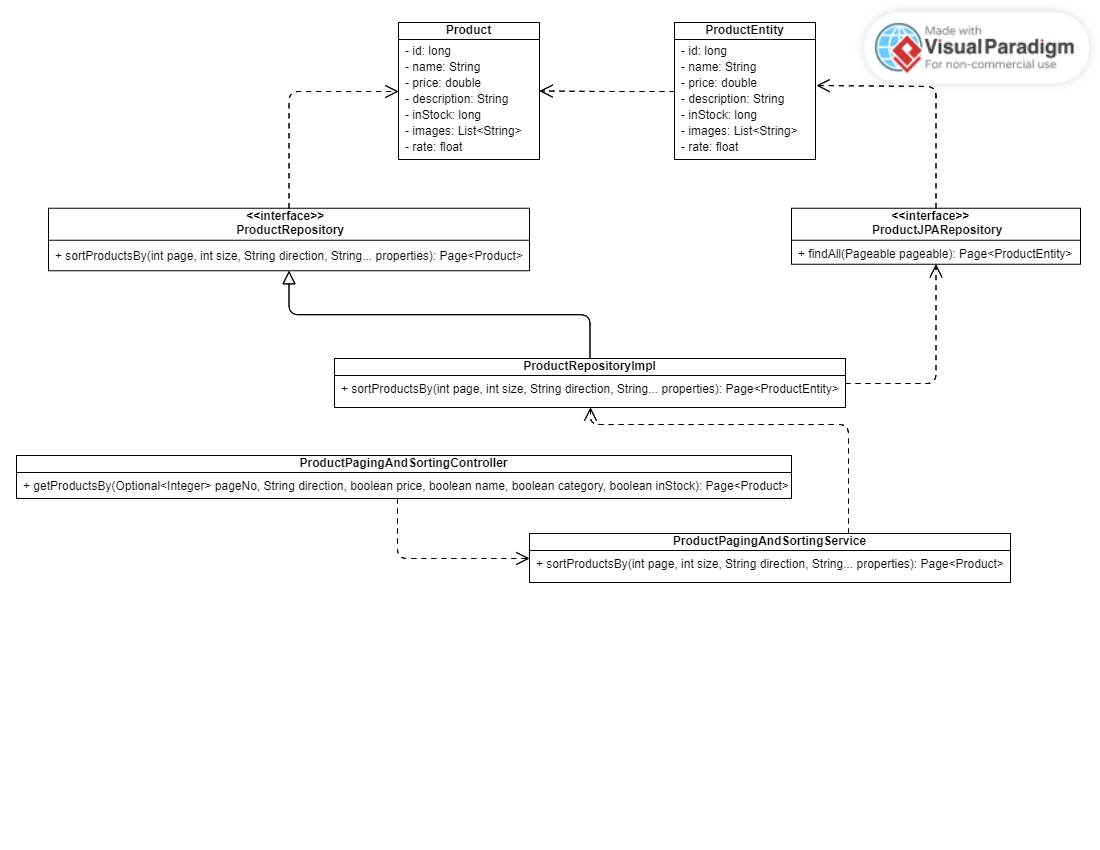 Product
- id: long
- name: String
- price: double
- description: String
- inStock: long
- images: List<String>
- rate: float
ProductEntity
- id: long
- name: String
- price: double
- description: String
- inStock: long
- images: List<String>
- rate: float
Made with
Visual Paradigm
For non-commercial use
<<interface>>
ProductRepository
+ sortProductsBy(int page, int size, String direction, String... properties): Page<Product>
<<interface>>
ProductJPARepository
+ findAll(Pageable pageable): Page<ProductEntity>
ProductRepositoryImpl
+ sortProductsBy(int page, int size, String direction, String... properties): Page<ProductEntity>
ProductPagingAndSortingController
+ getProductsBy(Optional<Integer> pageNo, String direction, boolean price, boolean name, boolean category, boolean inStock): Page<Product>
ProductPagingAndSortingService
+ sortProductsBy(int page, int size, String direction, String... properties): Page<Product>